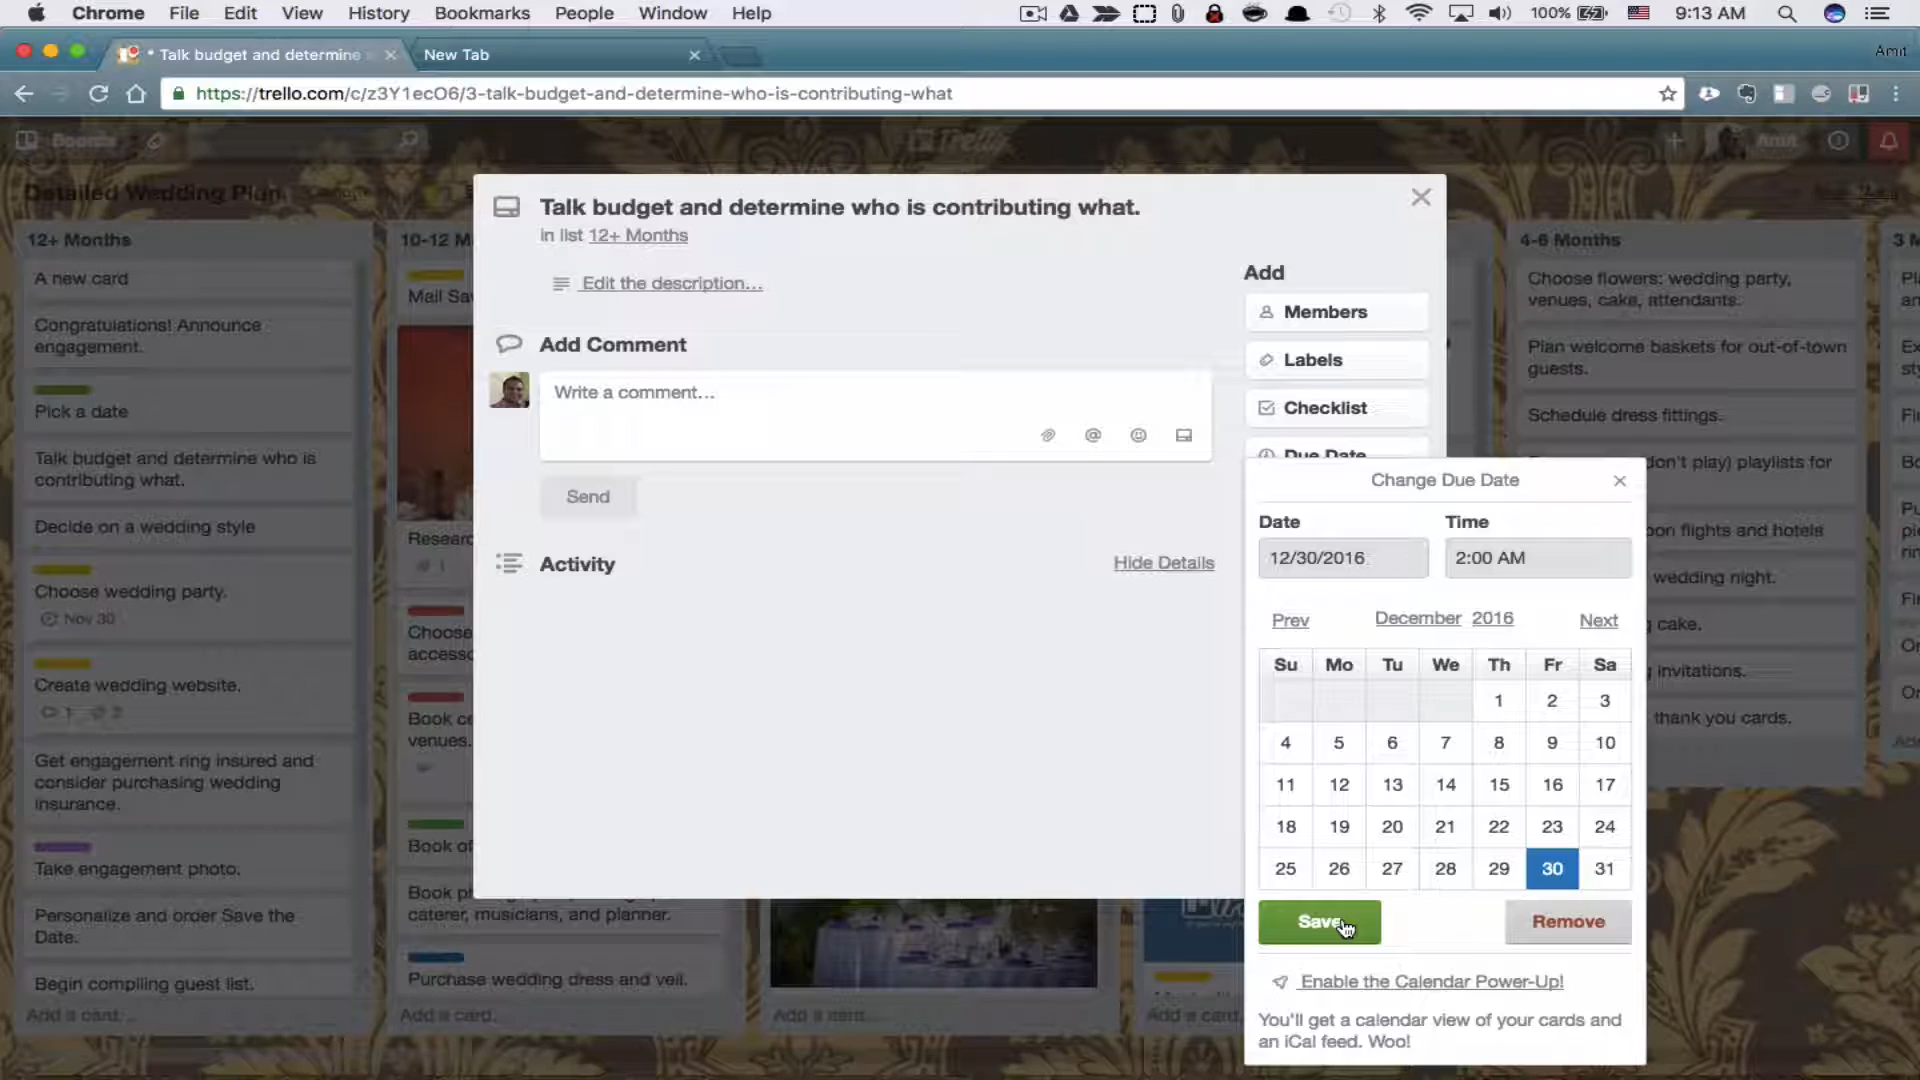 Chrome File Edit View History Bookmarks People Window Help 100% 9:13 AM
* Talk budget and determine
New Tab
Amit
https://trello.com/c/z3Y1ecO6/3-talk-budget-and-determine-who-is-contributing-what
Boards
Trello
Amit
Detailed Wedding Plan
12+ Months
A new card
Congratulations! Announce
engagement.
Pick a date
Talk budget and determine who is
contributing what.
Decide on a wedding style
Choose wedding party.
Nov 30
Create wedding website.
1 2
Get engagement ring insured and
consider purchasing wedding
insurance.
Take engagement photo.
Personalize and order Save the
Date.
Begin compiling guest list.
Add a card...
10-12 M
Mail Sa
Researc
1
Choose
accesso
Book ce
venues.
Book of
Book p
caterer, musicians, and planner.
Purchase wedding dress and veil.
Add a card...
Add a card...
Add a card
Talk budget and determine who is contributing what.
in list 12+ Months
Edit the description...
Add Comment
Write a comment...
Send
Activity
Hide Details
Add
Members
Labels
Checklist
Due Date
Change Due Date
Date Time
12/30/2016 2:00 AM
Prev December 2016 Next
Su Mo Tu We Th Fr Sa
1 2 3
4 5 6 7 8 9 10
11 12 13 14 15 16 17
18 19 20 21 22 23 24
25 26 27 28 29 30 31
Save Remove
Enable the Calendar Power-Up!
You'll get a calendar view of your cards and
an iCal feed. Woo!
4-6 Months
Choose flowers: wedding party,
venues, cake, attendants.
Plan welcome baskets for out-of-town
guests.
Schedule dress fittings.
don't play) playlists for
oon flights and hotels
wedding night.
g cake.
g invitations.
thank you cards.
3 M